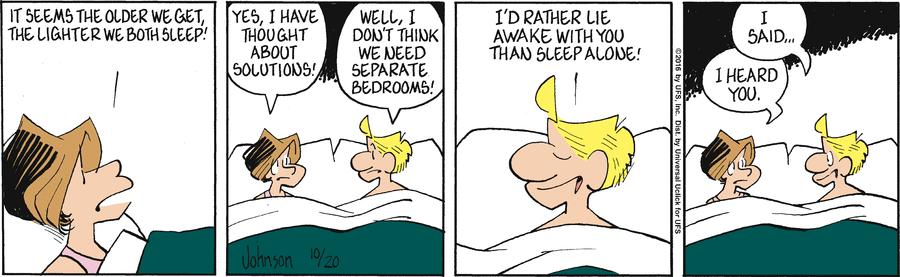 IT SEEMS THE OLDER WE GET,
THE LIGHTER WE BOTH SLEEP!
YES, I HAVE
THOUGHT
ABOUT
SOLUTIONS!
WELL, I
DON'T THINK
WE NEED
SEPARATE
BEDROOMS!
Johnson 10/20
I'D RATHER LIE
AWAKE WITH YOU
THAN SLEEP ALONE!
©2016 by UFS, Inc. Dist. by Universal Uclick for UFS
I
SAID...
I HEARD
YOU.